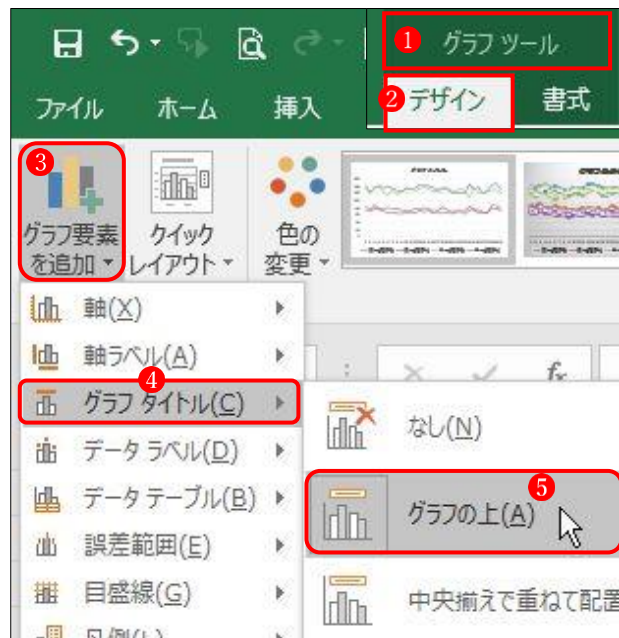 1 グラフ ツール
ファイル ホーム 挿入 2 デザイン 書式
3
グラフ要素
を追加
クイック
レイアウト
色の
変更
軸(X)
軸ラベル(A)
fx
4
グラフ タイトル(C)
なし(N)
データ ラベル(D)
5
グラフの上(A)
データ テーブル(B)
誤差範囲(E)
目盛線(G)
中央揃えで重ねて配置